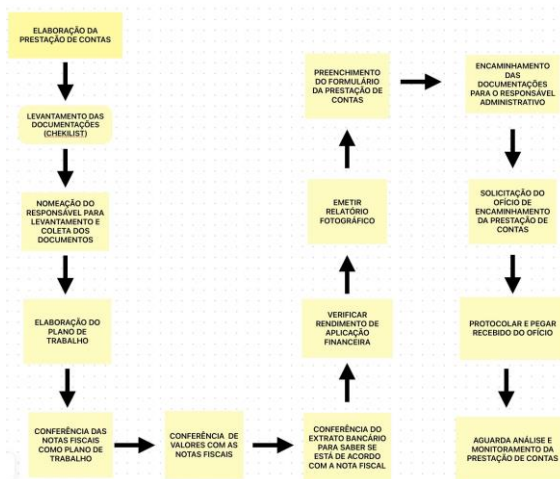 ELABORAÇÃO DA
PRESTAÇÃO DE CONTAS
LEVANTAMENTO DAS
DOCUMENTAÇÕES
(CHEKILIST)
NOMEAÇÃO DO
RESPONSÁVEL PARA
LEVANTAMENTO E
COLETA DOS
DOCUMENTOS
ELABORAÇÃO DO
PLANO DE
TRABALHO
CONFERÊNCIA DAS
NOTAS FISCAIS
COMO PLANO DE
TRABALHO
CONFERÊNCIA DE
VALORES COM AS
NOTAS FISCAIS
CONFERÊNCIA DO
EXTRATO BANCÁRIO
PARA SABER SE
ESTÁ DE ACORDO
COM A NOTA FISCAL
VERIFICAR
RENDIMENTO DE
APLICAÇÃO
FINANCEIRA
EMETIR
RELATÓRIO
FOTOGRÁFICO
PREENCHIMENTO
DO FORMULÁRIO
DA PRESTAÇÃO DE
CONTAS
ENCAMINHAMENTO
DAS
DOCUMENTAÇÕES
PARA O RESPONSÁVEL
ADMINISTRATIVO
SOLICITAÇÃO DO
OFÍCIO DE
ENCAMINHAMENTO
DA PRESTAÇÃO DE
CONTAS
PROTOCOLAR E PEGAR
RECEBIDO DO OFÍCIO
AGUARDA ANÁLISE E
MONITORAMENTO DA
PRESTAÇÃO DE CONTAS